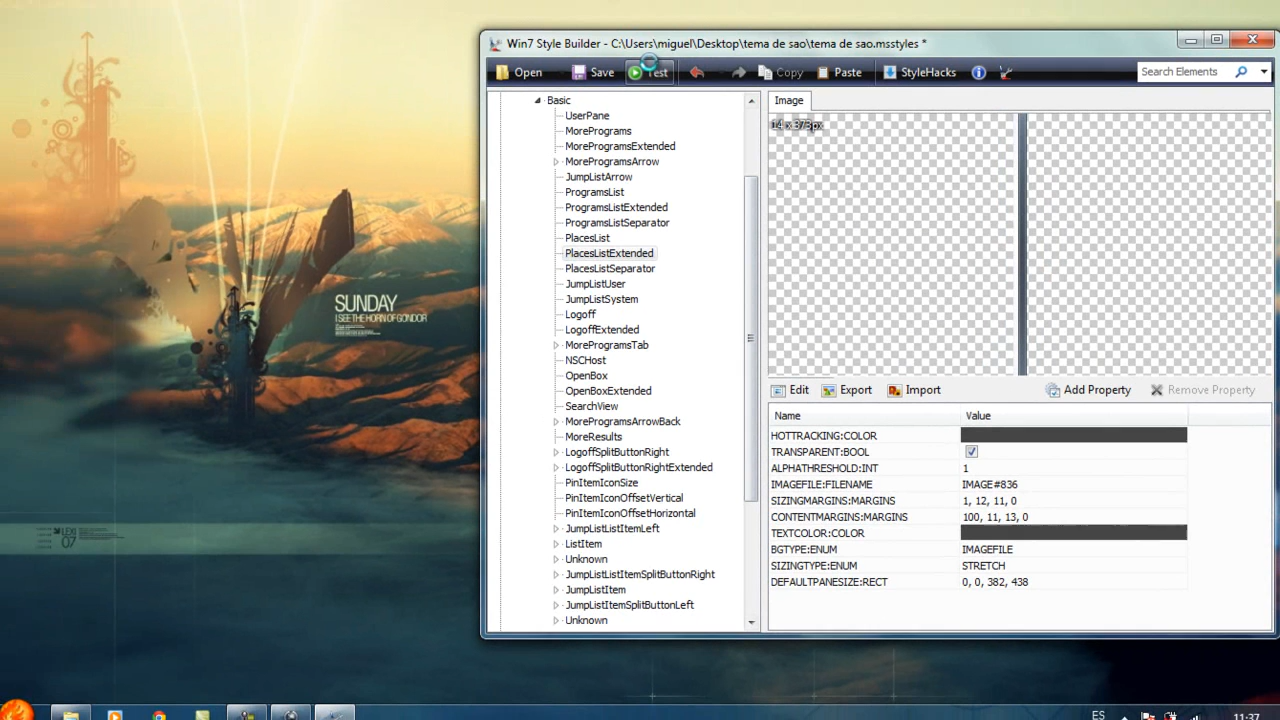 Win7 Style Builder - C:\Users\miguel\Desktop\tema de sao\tema de sao.msstyles *
Open Save Test Copy Paste StyleHacks Search Elements
Basic
UserPane
MorePrograms
MoreProgramsExtended
MoreProgramsArrow
JumpListArrow
ProgramsList
ProgramsListExtended
ProgramsListSeparator
PlacesList
PlacesListExtended
PlacesListSeparator
JumpListUser
JumpListSystem
Logoff
LogoffExtended
MoreProgramsTab
NSCHost
OpenBox
OpenBoxExtended
SearchView
MoreProgramsArrowBack
MoreResults
LogoffSplitButtonRight
LogoffSplitButtonRightExtended
PinItemIconSize
PinItemIconOffsetVertical
PinItemIconOffsetHorizontal
JumpListListItemLeft
ListItem
Unknown
JumpListListItemSplitButtonRight
JumpListItem
JumpListItemSplitButtonLeft
Unknown
Image
14 x 373px
Edit Export Import Add Property Remove Property
Name Value
HOTTRACKING:COLOR
TRANSPARENT:BOOL
ALPHATHRESHOLD:INT 1
IMAGEFILE:FILENAME IMAGE#836
SIZINGMARGINS:MARGINS 1, 12, 11, 0
CONTENTMARGINS:MARGINS 100, 11, 13, 0
TEXTCOLOR:COLOR
BGTYPE:ENUM IMAGEFILE
SIZINGTYPE:ENUM STRETCH
DEFAULTPANESIZE:RECT 0, 0, 382, 438
SUNDAY
I SEE THE HORN OF GONDOR
07
ES 11:37